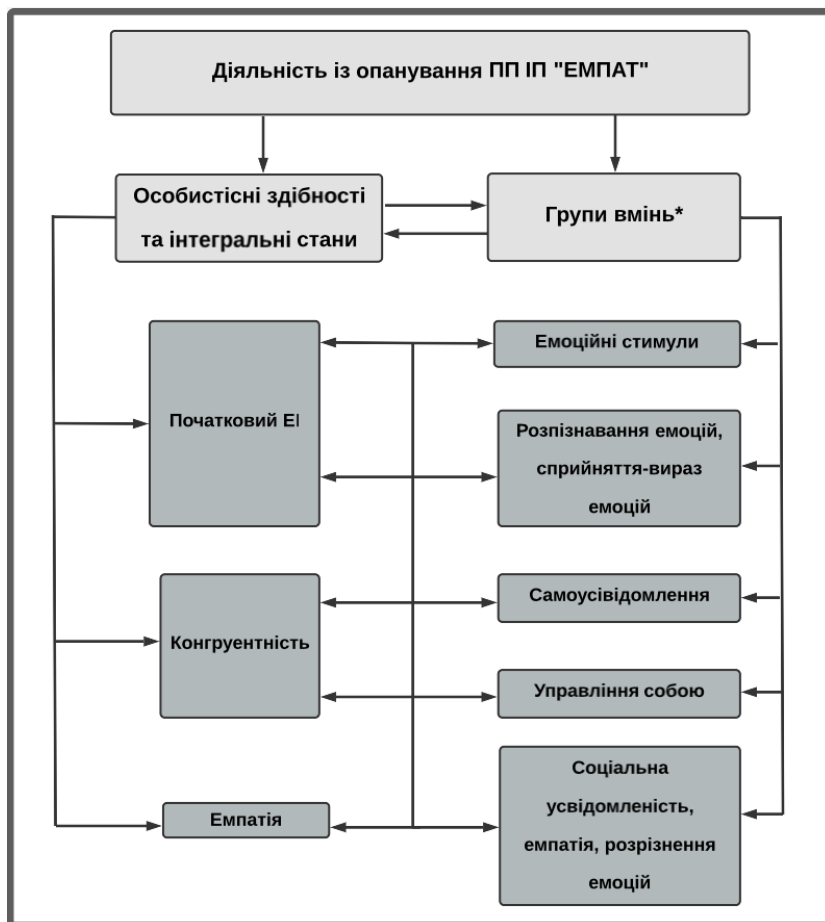 Діяльність із опанування ПП ІП "ЕМПАТ"
Особистісні здібності
та інтегральні стани
Групи вмінь*
Початковий ЕІ
Емоційні стимули
Розпізнавання емоцій,
сприйняття-вираз
емоцій
Конгруентність
Самоусівідомлення
Управління собою
Емпатія
Соціальна
усвідомленість,
емпатія, розрізнення
емоцій